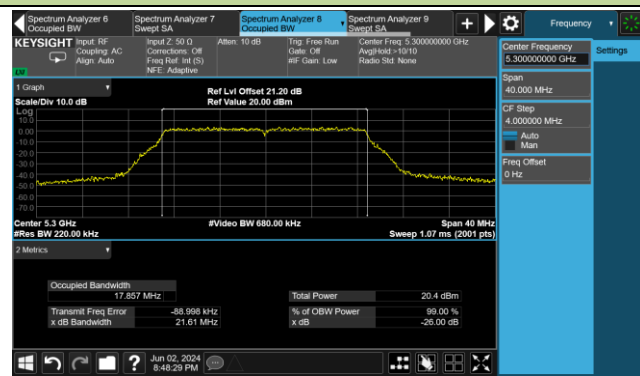 Spectrum Analyzer 6
Occupied BW
Spectrum Analyzer 7
Swept SA
Spectrum Analyzer 8
Occupied BW
Spectrum Analyzer 9
Swept SA
Frequency
KEYSIGHT
Input: RF
Coupling: AC
Align: Auto
Input Z: 50 Ω
Corrections: Off
Freq Ref: Int (S)
NFE: Adaptive
Atten: 10 dB
Trig: Free Run
Gate: Off
#IF Gain: Low
Center Freq: 5.300000000 GHz
Avg|Hold:>10/10
Radio Std: None
1 Graph
Scale/Div 10.0 dB
Ref Lvl Offset 21.20 dB
Ref Value 20.00 dBm
Log
10.0
0.00
-10.0
-20.0
-30.0
-40.0
-50.0
-60.0
-70.0
Center 5.3 GHz
#Res BW 220.00 kHz
#Video BW 680.00 kHz
Span 40 MHz
Sweep 1.07 ms (2001 pts)
2 Metrics
Occupied Bandwidth
17.857 MHz
Total Power 20.4 dBm
Transmit Freq Error -88.998 kHz
% of OBW Power 99.00 %
x dB Bandwidth 21.61 MHz
x dB -26.00 dB
Center Frequency
5.300000000 GHz
Settings
Span
40.000 MHz
CF Step
4.000000 MHz
Auto
Man
Freq Offset
0 Hz
Jun 02, 2024
8:48:29 PM